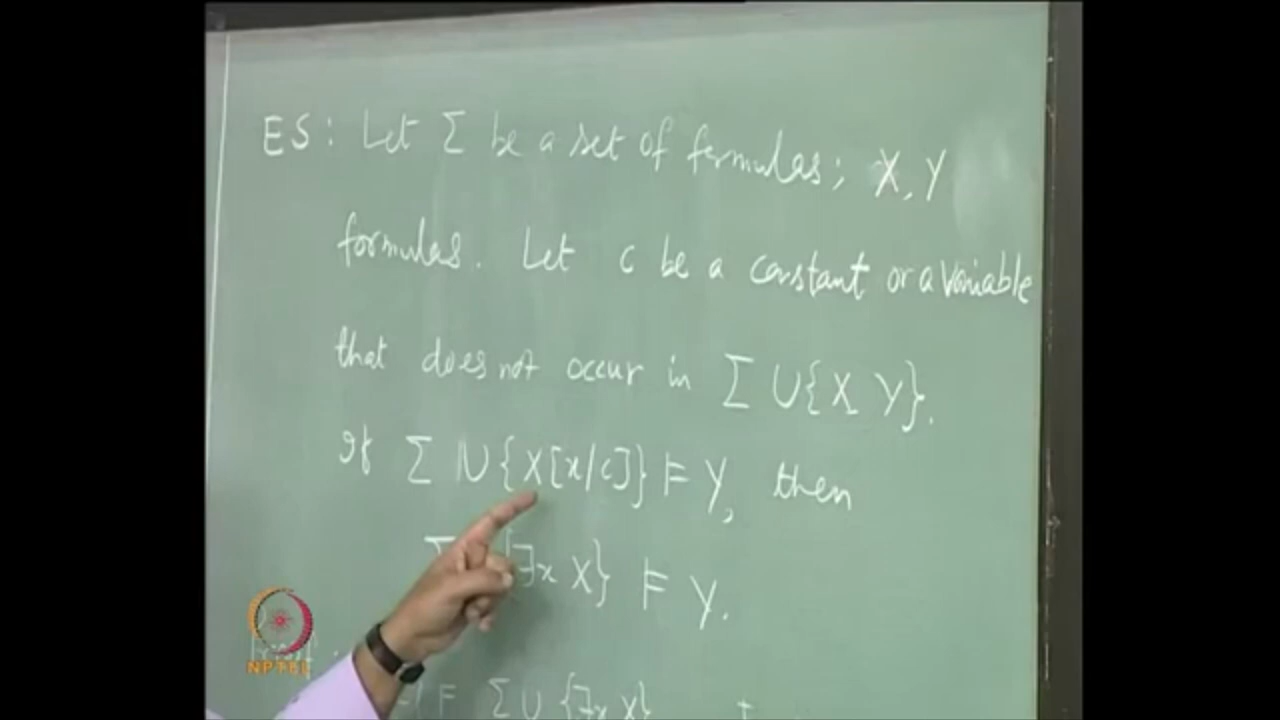 ES: Let Σ be a set of formulas; X, Y
formulas. Let c be a constant or a variable
that does not occur in Σ ∪ {X, Y}.
If Σ ∪ {X[x/c]} ⊨ Y, then
Σ {∃x X} ⊨ Y.
⊨ Σ ∪ {∃x X}
NPTEL